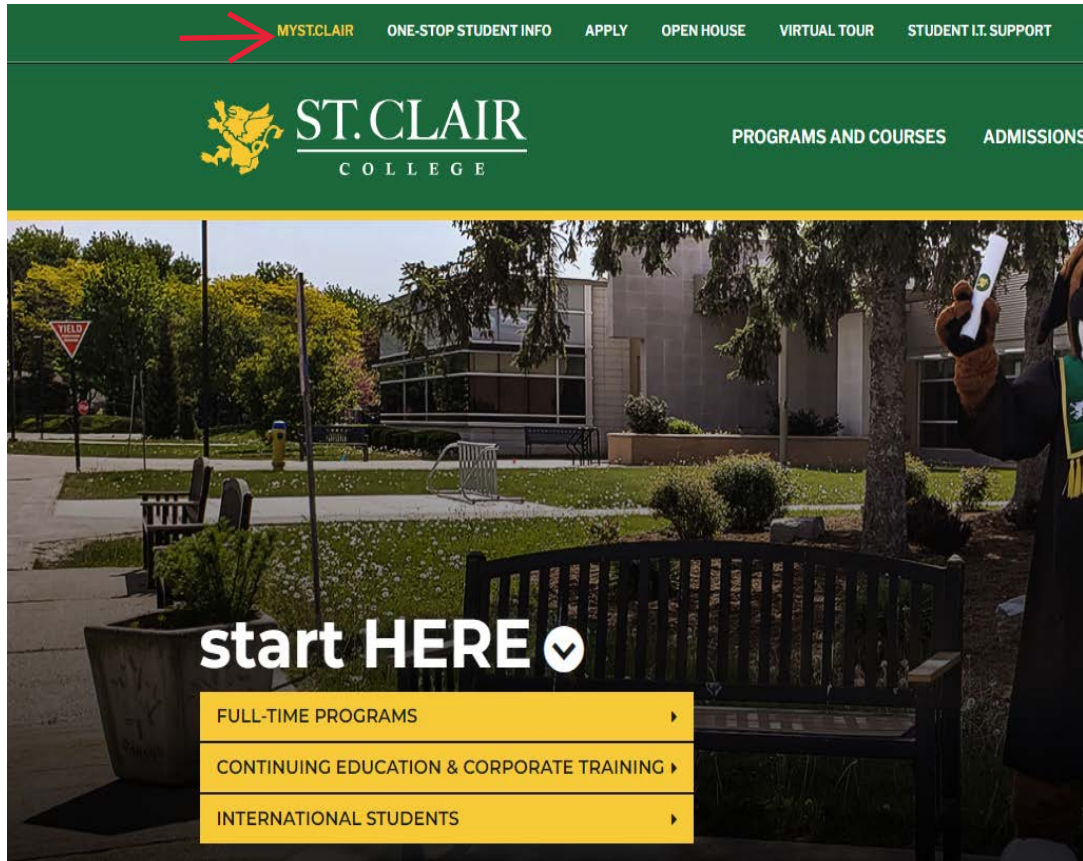 MYST.CLAIR ONE-STOP STUDENT INFO APPLY OPEN HOUSE VIRTUAL TOUR STUDENT I.T. SUPPORT
ST. CLAIR
COLLEGE
PROGRAMS AND COURSES ADMISSIONS
YIELD
start HERE
FULL-TIME PROGRAMS
CONTINUING EDUCATION & CORPORATE TRAINING
INTERNATIONAL STUDENTS